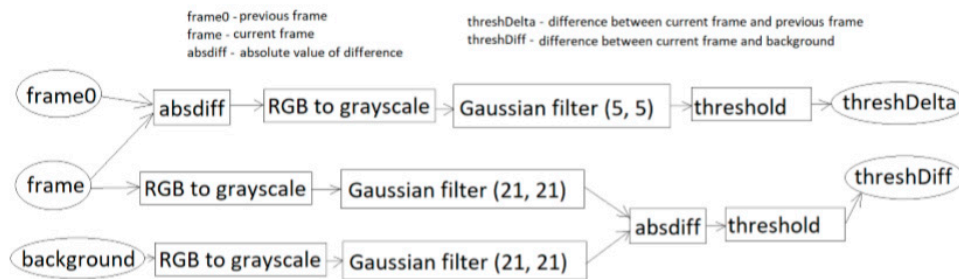 frame0 - previous frame
frame - current frame
absdiff - absolute value of difference
threshDelta - difference between current frame and previous frame
threshDiff - difference between current frame and background
frame0
absdiff
RGB to grayscale
Gaussian filter (5, 5)
threshold
threshDelta
frame
RGB to grayscale
Gaussian filter (21, 21)
threshDiff
absdiff
threshold
background
RGB to grayscale
Gaussian filter (21, 21)